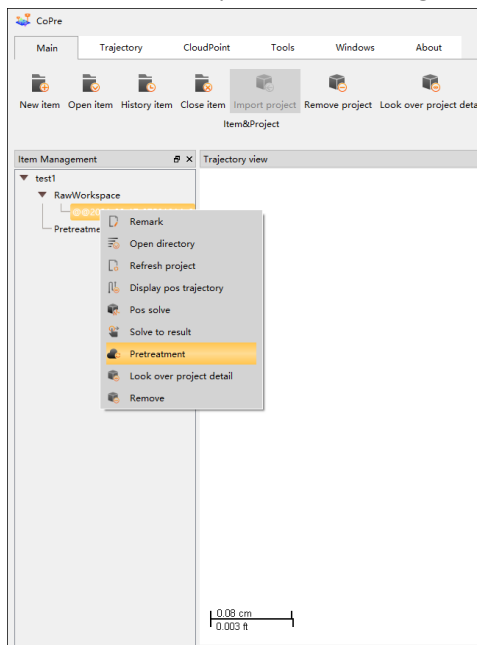 CoPre
Main Trajectory CloudPoint Tools Windows About
New item Open item History item Close item Import project Remove project Look over project deta
Item&Project
Item Management Trajectory view
test1
RawWorkspace
Remark
Pretreatme
Open directory
Refresh project
Display pos trajectory
Pos solve
Solve to result
Pretreatment
Look over project detail
Remove
0.08 cm
0.003 ft